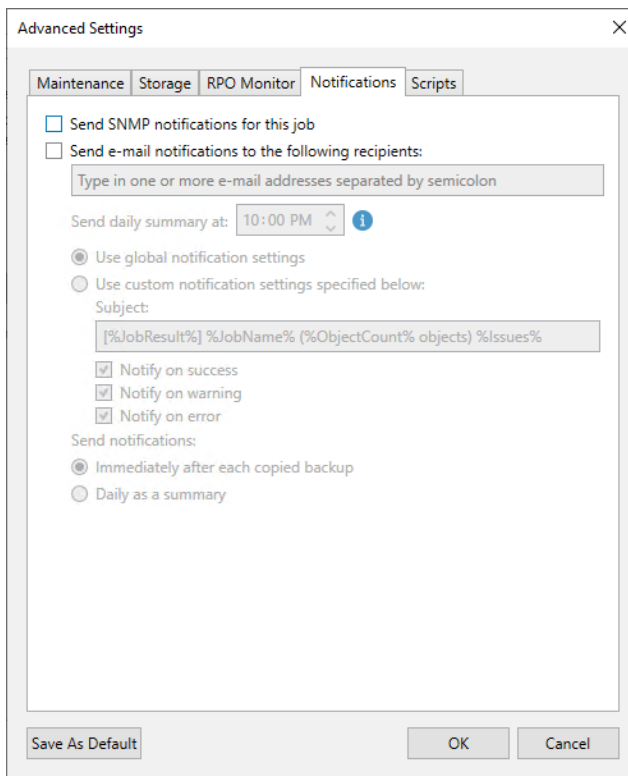 Advanced Settings
Maintenance Storage RPO Monitor Notifications Scripts
Send SNMP notifications for this job
Send e-mail notifications to the following recipients:
Type in one or more e-mail addresses separated by semicolon
Send daily summary at: 10:00 PM
Use global notification settings
Use custom notification settings specified below:
Subject:
[%JobResult%] %JobName% (%ObjectCount% objects) %Issues%
Notify on success
Notify on warning
Notify on error
Send notifications:
Immediately after each copied backup
Daily as a summary
Save As Default OK Cancel